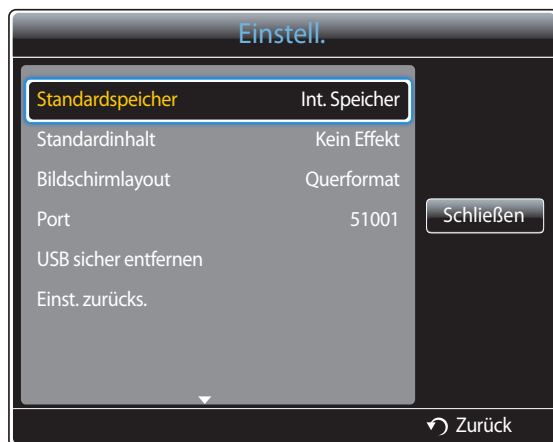 Einstell.
Standardspeicher Int. Speicher
Standardinhalt Kein Effekt
Bildschirmlayout Querformat
Port 51001
USB sicher entfernen
Einst. zurücks.
Schließen
Zurück